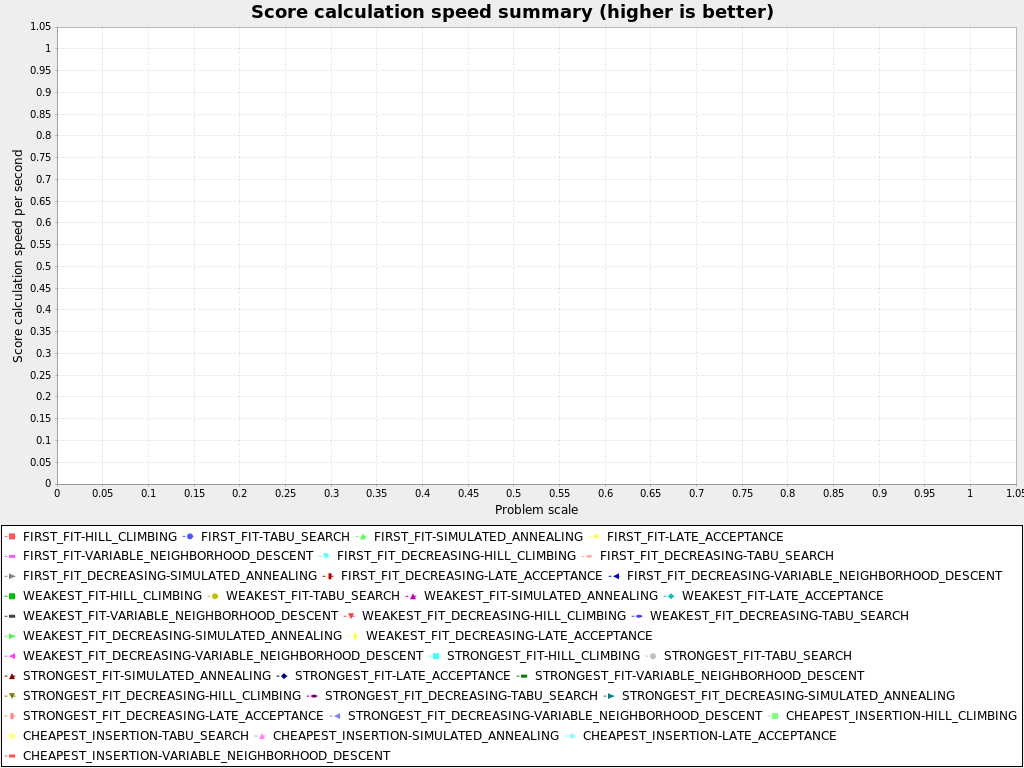 Score calculation speed summary (higher is better)
Score calculation speed per second
1.05
1
0.95
0.9
0.85
0.8
0.75
0.7
0.65
0.6
0.55
0.5
0.45
0.4
0.35
0.3
0.25
0.2
0.15
0.1
0.05
0
0 0.05 0.1 0.15 0.2 0.25 0.3 0.35 0.4 0.45 0.5 0.55 0.6 0.65 0.7 0.75 0.8 0.85 0.9 0.95 1 1.05
Problem scale
FIRST_FIT-HILL_CLIMBING FIRST_FIT-TABU_SEARCH FIRST_FIT-SIMULATED_ANNEALING FIRST_FIT-LATE_ACCEPTANCE
FIRST_FIT-VARIABLE_NEIGHBORHOOD_DESCENT FIRST_FIT_DECREASING-HILL_CLIMBING FIRST_FIT_DECREASING-TABU_SEARCH
FIRST_FIT_DECREASING-SIMULATED_ANNEALING FIRST_FIT_DECREASING-LATE_ACCEPTANCE FIRST_FIT_DECREASING-VARIABLE_NEIGHBORHOOD_DESCENT
WEAKEST_FIT-HILL_CLIMBING WEAKEST_FIT-TABU_SEARCH WEAKEST_FIT-SIMULATED_ANNEALING WEAKEST_FIT-LATE_ACCEPTANCE
WEAKEST_FIT-VARIABLE_NEIGHBORHOOD_DESCENT WEAKEST_FIT_DECREASING-HILL_CLIMBING WEAKEST_FIT_DECREASING-TABU_SEARCH
WEAKEST_FIT_DECREASING-SIMULATED_ANNEALING WEAKEST_FIT_DECREASING-LATE_ACCEPTANCE
WEAKEST_FIT_DECREASING-VARIABLE_NEIGHBORHOOD_DESCENT STRONGEST_FIT-HILL_CLIMBING STRONGEST_FIT-TABU_SEARCH
STRONGEST_FIT-SIMULATED_ANNEALING STRONGEST_FIT-LATE_ACCEPTANCE STRONGEST_FIT-VARIABLE_NEIGHBORHOOD_DESCENT
STRONGEST_FIT_DECREASING-HILL_CLIMBING STRONGEST_FIT_DECREASING-TABU_SEARCH STRONGEST_FIT_DECREASING-SIMULATED_ANNEALING
STRONGEST_FIT_DECREASING-LATE_ACCEPTANCE STRONGEST_FIT_DECREASING-VARIABLE_NEIGHBORHOOD_DESCENT CHEAPEST_INSERTION-HILL_CLIMBING
CHEAPEST_INSERTION-TABU_SEARCH CHEAPEST_INSERTION-SIMULATED_ANNEALING CHEAPEST_INSERTION-LATE_ACCEPTANCE
CHEAPEST_INSERTION-VARIABLE_NEIGHBORHOOD_DESCENT